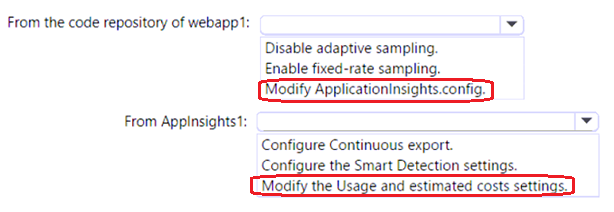 From the code repository of webapp1:
Disable adaptive sampling.
Enable fixed-rate sampling.
Modify ApplicationInsights.config.
From AppInsights1:
Configure Continuous export.
Configure the Smart Detection settings.
Modify the Usage and estimated costs settings.